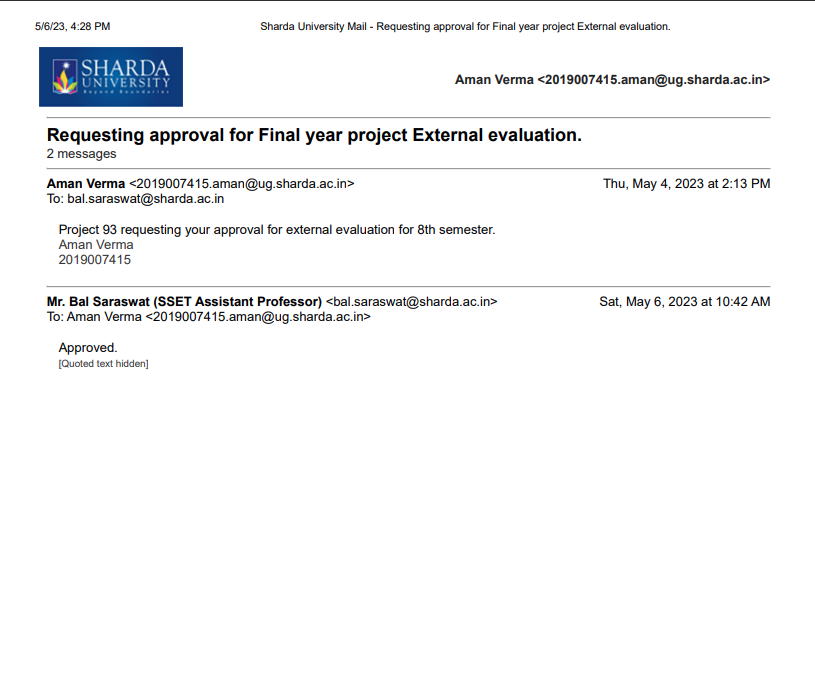 5/6/23, 4:28 PM Sharda University Mail - Requesting approval for Final year project External evaluation.
SHARDA
UNIVERSITY
Beyond Boundaries
Aman Verma <2019007415.aman@ug.sharda.ac.in>
Requesting approval for Final year project External evaluation.
2 messages
Aman Verma <2019007415.aman@ug.sharda.ac.in> Thu, May 4, 2023 at 2:13 PM
To: bal.saraswat@sharda.ac.in
Project 93 requesting your approval for external evaluation for 8th semester.
Aman Verma
2019007415
Mr. Bal Saraswat (SSET Assistant Professor) <bal.saraswat@sharda.ac.in> Sat, May 6, 2023 at 10:42 AM
To: Aman Verma <2019007415.aman@ug.sharda.ac.in>
Approved.
[Quoted text hidden]